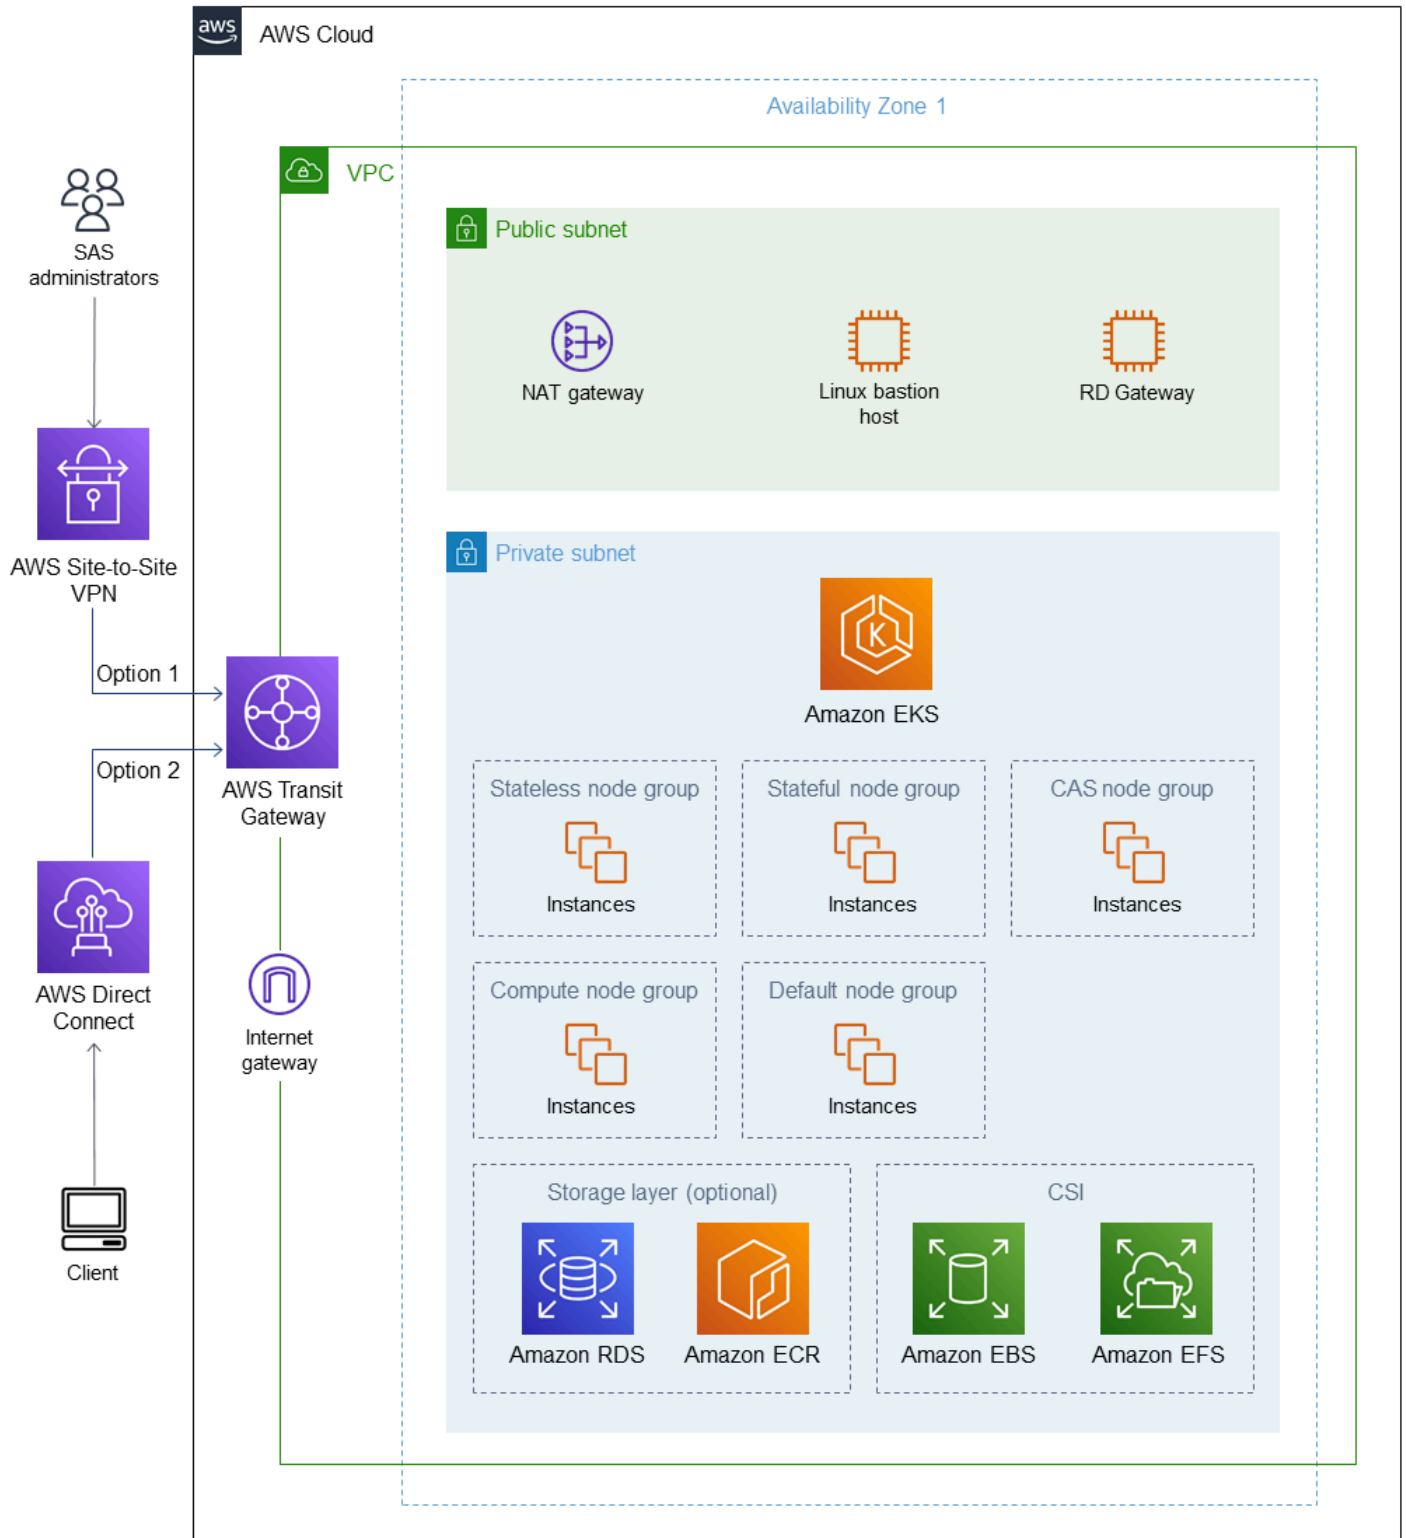 aws
AWS Cloud
Availability Zone 1
VPC
Public subnet
SAS
administrators
NAT gateway
Linux bastion
host
RD Gateway
AWS Site-to-Site
VPN
Private subnet
K
Amazon EKS
Option 1
Option 2
AWS Transit
Gateway
Stateless node group
Instances
Stateful node group
Instances
CAS node group
Instances
AWS Direct
Connect
Internet
gateway
Compute node group
Instances
Default node group
Instances
Client
Storage layer (optional)
Amazon RDS
Amazon ECR
CSI
Amazon EBS
Amazon EFS